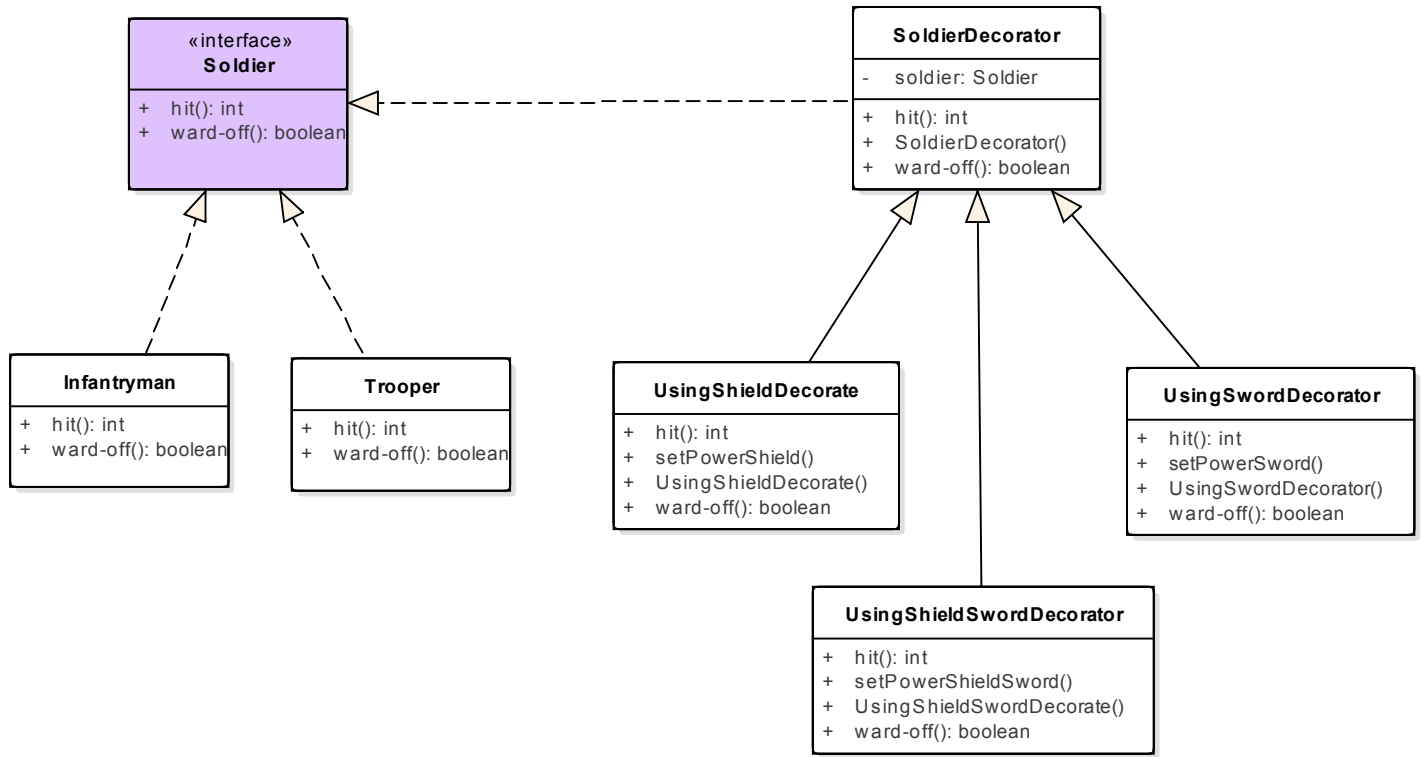 «interface»
Soldier
+ hit(): int
+ ward-off(): boolean
SoldierDecorator
- soldier: Soldier
+ hit(): int
+ SoldierDecorator()
+ ward-off(): boolean
Infantryman
+ hit(): int
+ ward-off(): boolean
Trooper
+ hit(): int
+ ward-off(): boolean
UsingShieldDecorate
+ hit(): int
+ setPowerShield()
+ UsingShieldDecorate()
+ ward-off(): boolean
UsingSwordDecorator
+ hit(): int
+ setPowerSword()
+ UsingSwordDecorator()
+ ward-off(): boolean
UsingShieldSwordDecorator
+ hit(): int
+ setPowerShieldSword()
+ UsingShieldSwordDecorate()
+ ward-off(): boolean